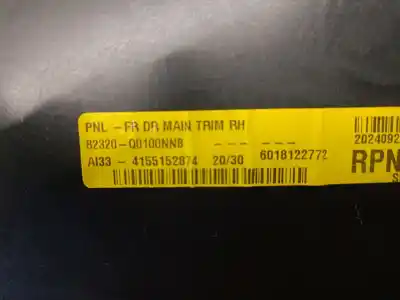 PNL -FR DR MAIN TRIM RH
82320-Q0100NNB --- ---
AI33 - 4155152874 20/30 6018122772
2024092
RPN
S